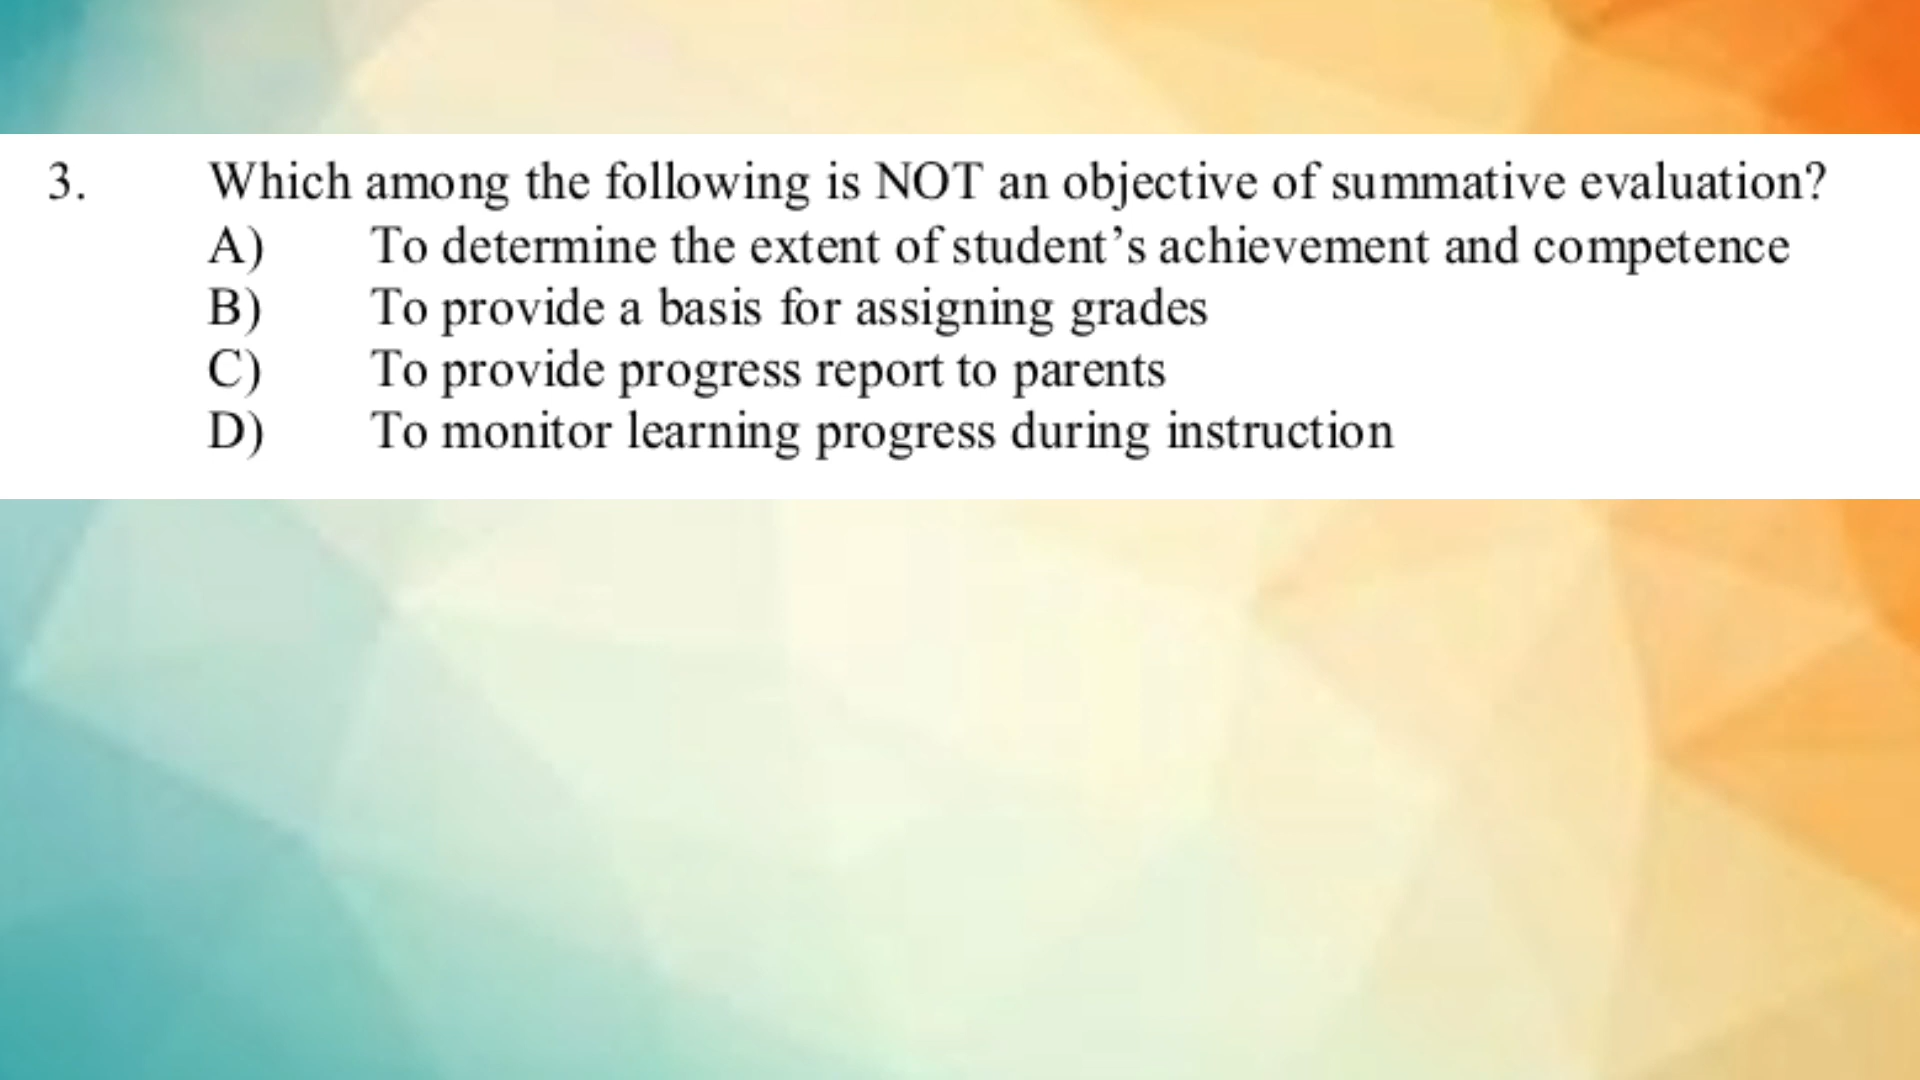 3. Which among the following is NOT an objective of summative evaluation?
A) To determine the extent of student’s achievement and competence
B) To provide a basis for assigning grades
C) To provide progress report to parents
D) To monitor learning progress during instruction